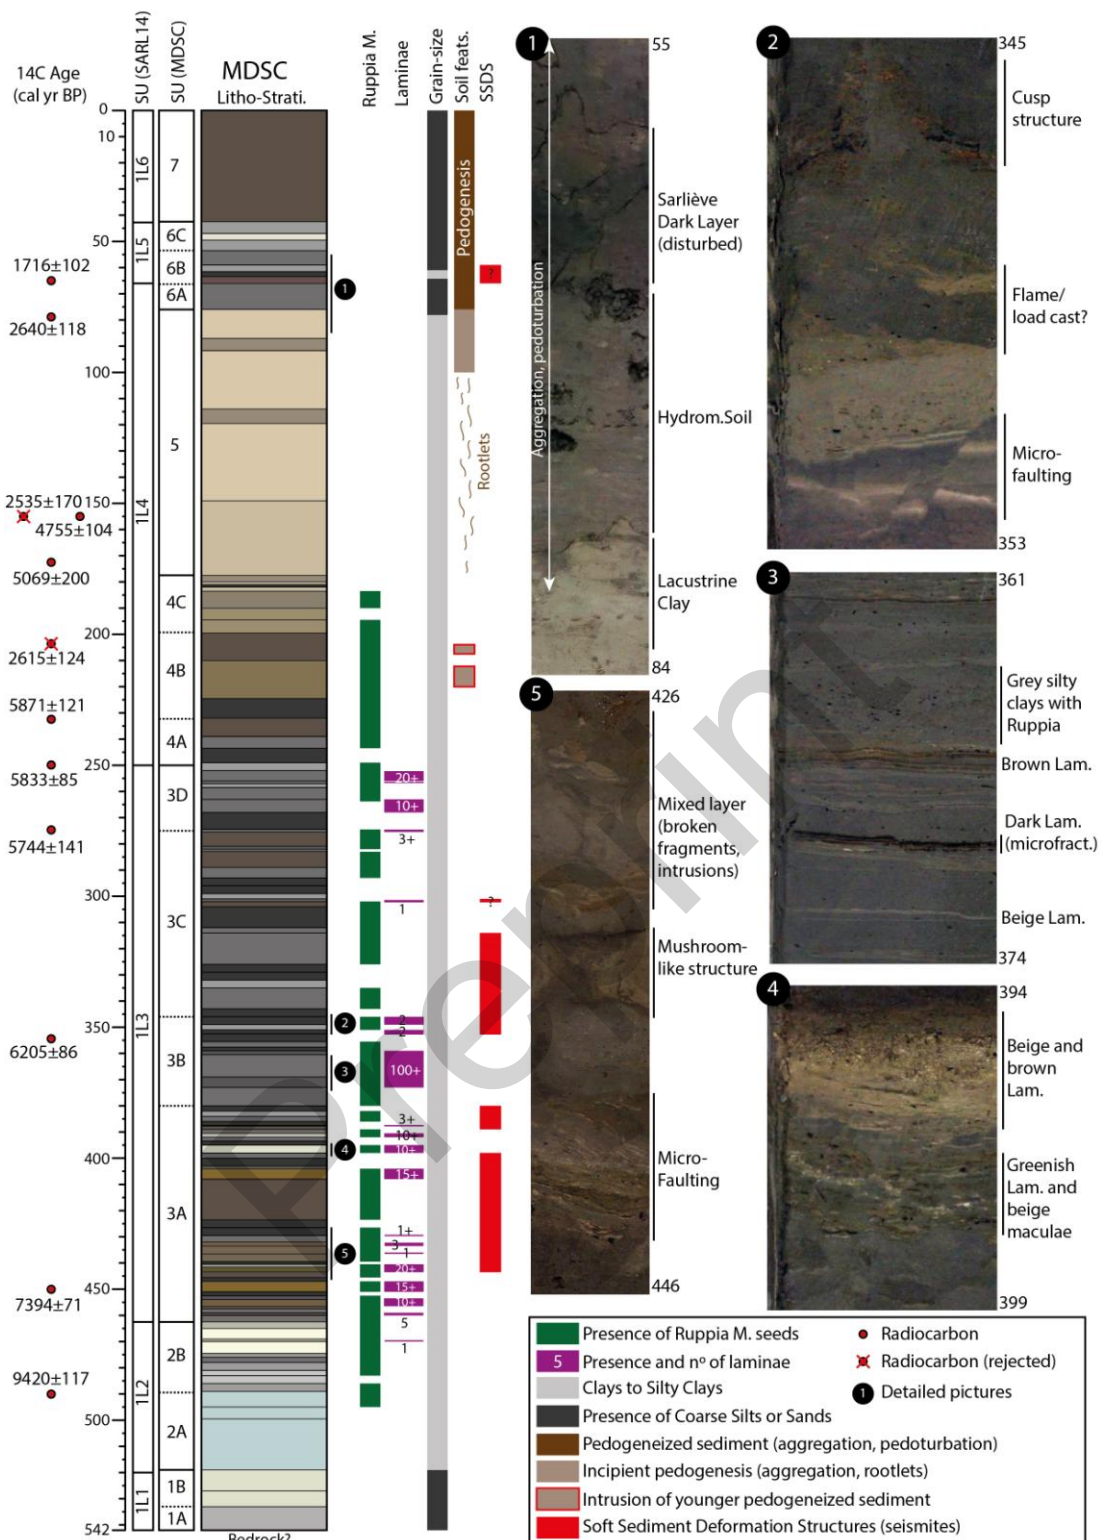 14C Age
(cal yr BP)
SU (SARL14)
SU (MDSC)
MDSC
Litho-Strati.
Ruppia M.
Laminae
Grain-size
Soil feats.
SSDS
0
10
50
100
150
200
250
300
350
400
450
500
542
1716±102
2640±118
2535±170
4755±104
5069±200
2615±124
5871±121
5833±85
5744±141
6205±86
7394±71
9420±117
1L6
1L5
1L4
1L3
1L2
1L1
7
6C
6B
6A
5
4C
4B
4A
3D
3C
3B
3A
2B
2A
1B
1A
Bedrock?
1
2
3
4
5
20+
10+
3+
1
2
2
100+
3+
10+
10+
15+
1+
3
1
20+
15+
10+
5
1
Pedogenesis
Rootlets
?
?
1
55
Aggregation, pedoturbation
Sarliève
Dark Layer
(disturbed)
Hydrom.Soil
Lacustrine
Clay
84
2
345
Cusp
structure
Flame/
load cast?
Micro-
faulting
353
3
361
Grey silty
clays with
Ruppia
Brown Lam.
Dark Lam.
(microfract.)
Beige Lam.
374
5
426
Mixed layer
(broken
fragments,
intrusions)
Mushroom-
like structure
Micro-
Faulting
446
4
394
Beige and
brown
Lam.
Greenish
Lam. and
beige
maculae
399
Presence of Ruppia M. seeds
5 Presence and nº of laminae
Clays to Silty Clays
Presence of Coarse Silts or Sands
Pedogeneized sediment (aggregation, pedoturbation)
Incipient pedogenesis (aggregation, rootlets)
Intrusion of younger pedogeneized sediment
Soft Sediment Deformation Structures (seismites)
Radiocarbon
Radiocarbon (rejected)
1 Detailed pictures
Preprint